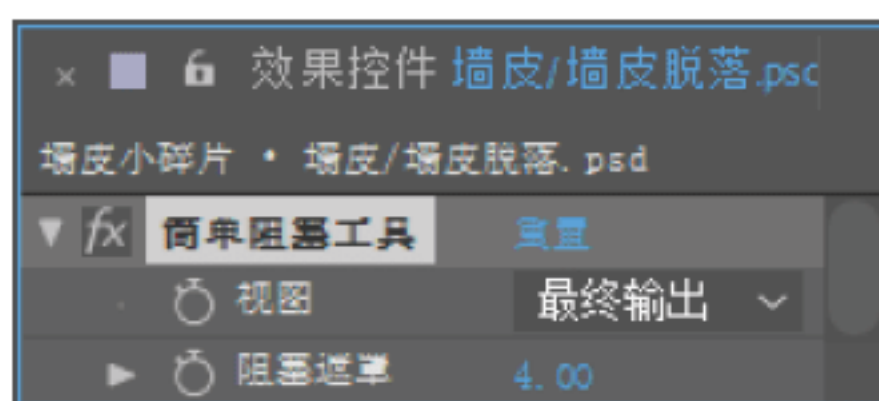 效果控件 墙皮/墙皮脱落.psc
墙皮小碎片 • 墙皮/墙皮脱落.psd
fx 简单阻塞工具 重置
视图 最终输出
阻塞遮罩 4.00